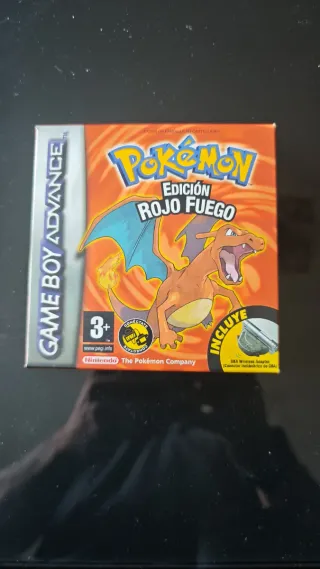 GAME BOY ADVANCE
POKéMON
EDICIÓN
ROJO FUEGO
INCLUYE
3+
www.pegi.info
Nintendo
The Pokémon Company